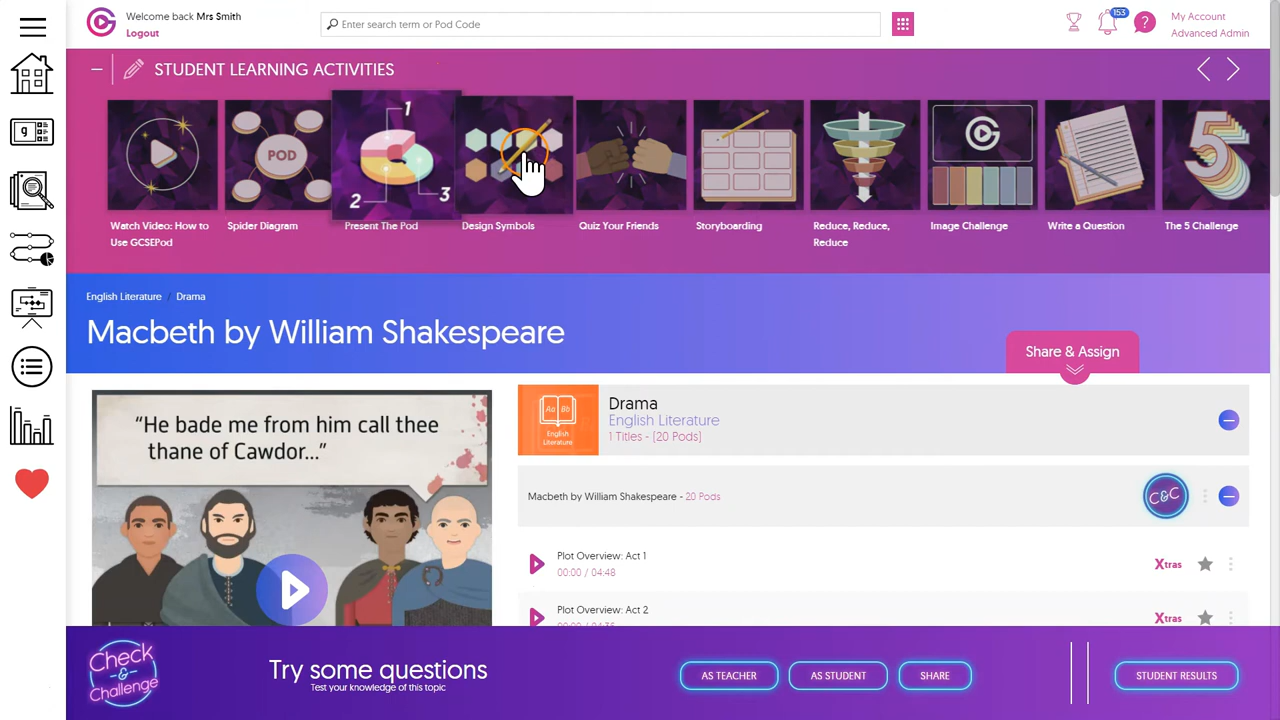 Welcome back Mrs Smith
Logout
Enter search term or Pod Code
153
?
My Account
Advanced Admin
9
STUDENT LEARNING ACTIVITIES
POD
1
2
3
5
Watch Video: How to
Use GCSEPod
Spider Diagram
Present The Pod
Design Symbols
Quiz Your Friends
Storyboarding
Reduce, Reduce,
Reduce
Image Challenge
Write a Question
The 5 Challenge
English Literature / Drama
Macbeth by William Shakespeare
Share & Assign
“He bade me from him call thee
thane of Cawdor...”
Aa Bb
English
Literature
Drama
English Literature
1 Titles - [20 Pods]
Macbeth by William Shakespeare - 20 Pods
C&C
Plot Overview: Act 1
00:00 / 04:48
Xtras
Plot Overview: Act 2
Xtras
Check
&
Challenge
Try some questions
Test your knowledge of this topic
AS TEACHER
AS STUDENT
SHARE
STUDENT RESULTS